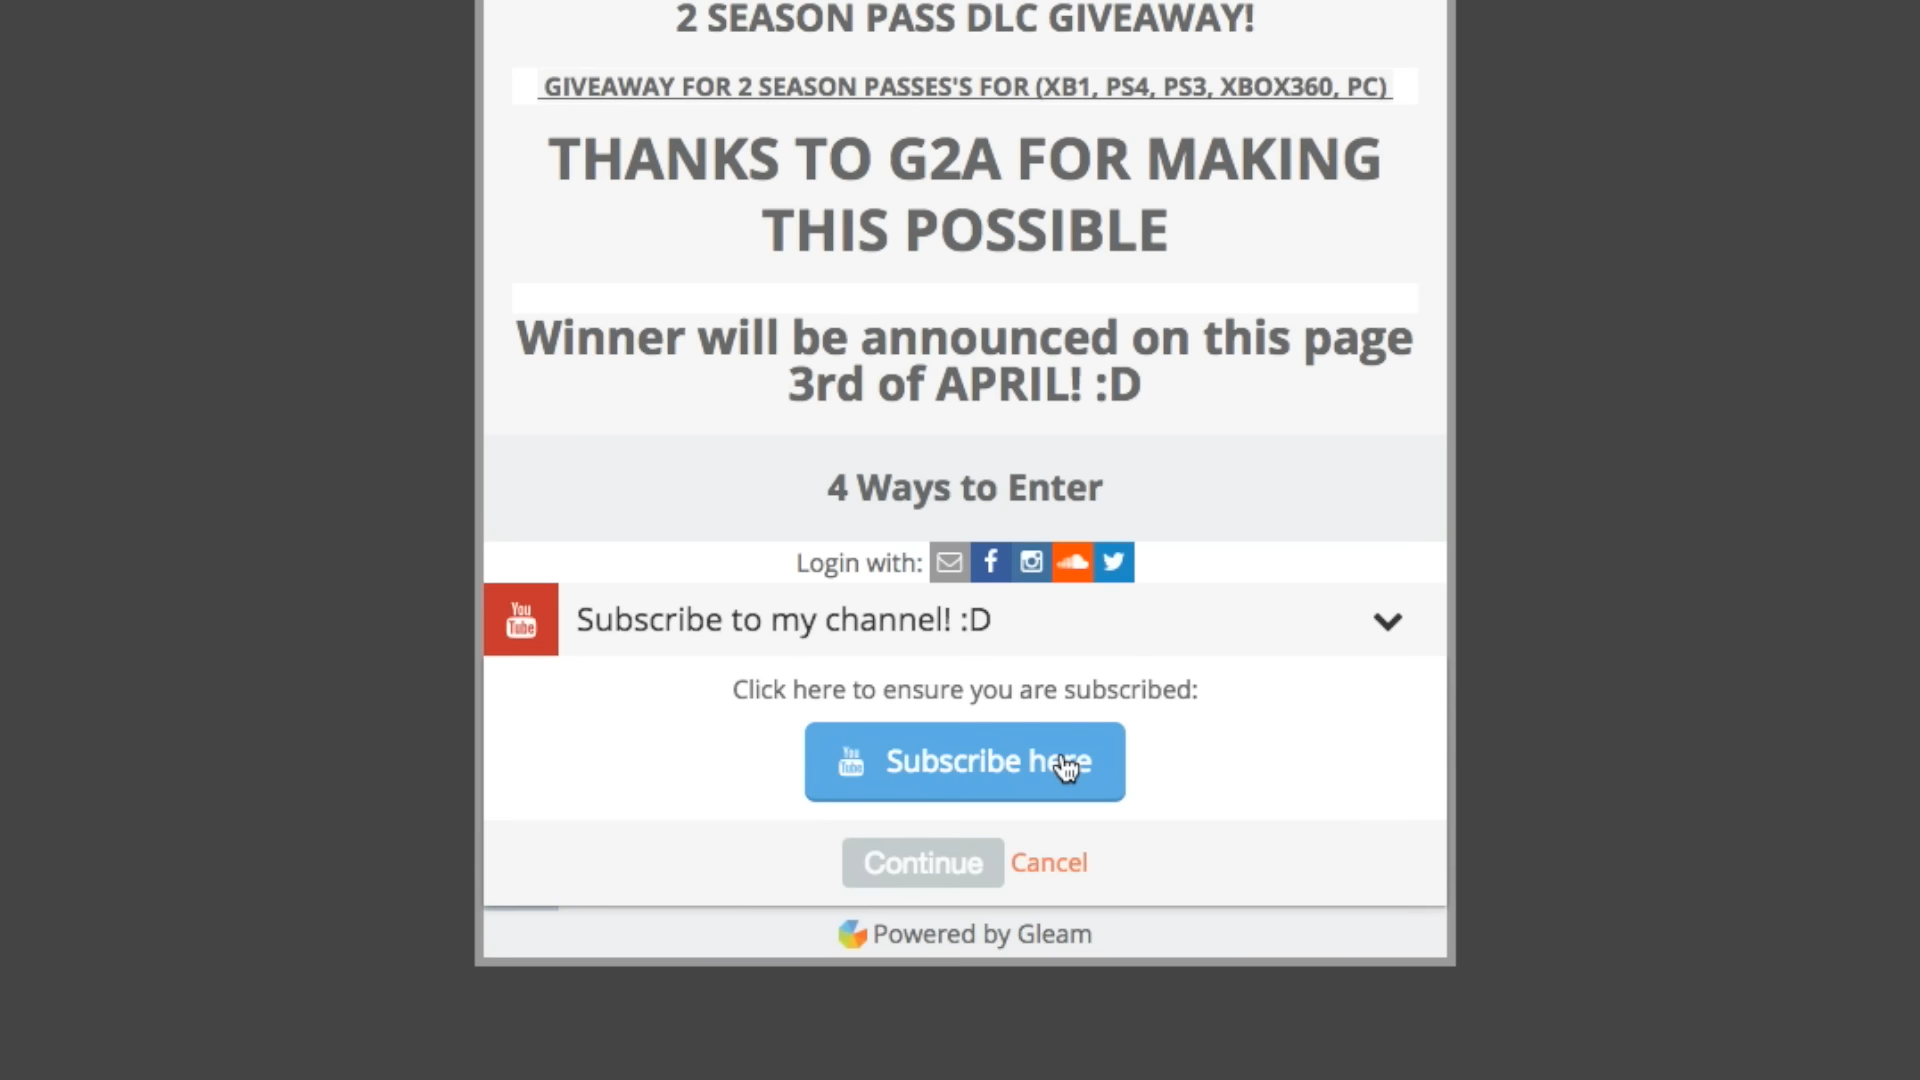 2 SEASON PASS DLC GIVEAWAY!
GIVEAWAY FOR 2 SEASON PASSES'S FOR (XB1, PS4, PS3, XBOX360, PC)
THANKS TO G2A FOR MAKING
THIS POSSIBLE
Winner will be announced on this page
3rd of APRIL! :D
4 Ways to Enter
Login with:
You Tube Subscribe to my channel! :D
Click here to ensure you are subscribed:
You Tube Subscribe here
Continue Cancel
Powered by Gleam